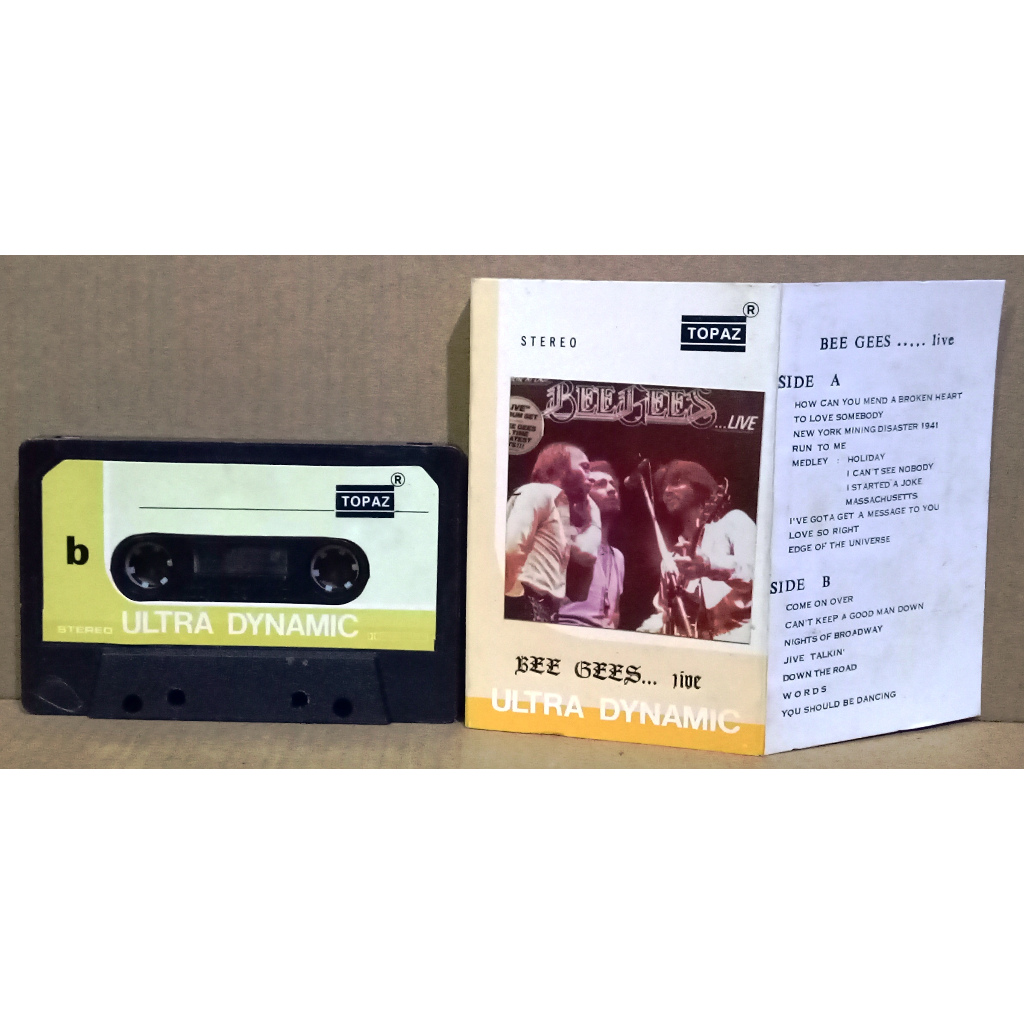 R
TOPAZ
b
STEREO ULTRA DYNAMIC
R
TOPAZ
STEREO
BEE GEES
...LIVE
BEE GEES... live
ULTRA DYNAMIC
BEE GEES ..... live
SIDE A
HOW CAN YOU MEND A BROKEN HEART
TO LOVE SOMEBODY
NEW YORK MINING DISASTER 1941
RUN TO ME
MEDLEY : HOLIDAY
I CAN'T SEE NOBODY
I STARTED A JOKE
MASSACHUSETTS
I'VE GOTA GET A MESSAGE TO YOU
LOVE SO RIGHT
EDGE OF THE UNIVERSE
SIDE B
COME ON OVER
CAN'T KEEP A GOOD MAN DOWN
NIGHTS OF BROADWAY
JIVE TALKIN'
DOWN THE ROAD
W O R D S
YOU SHOULD BE DANCING